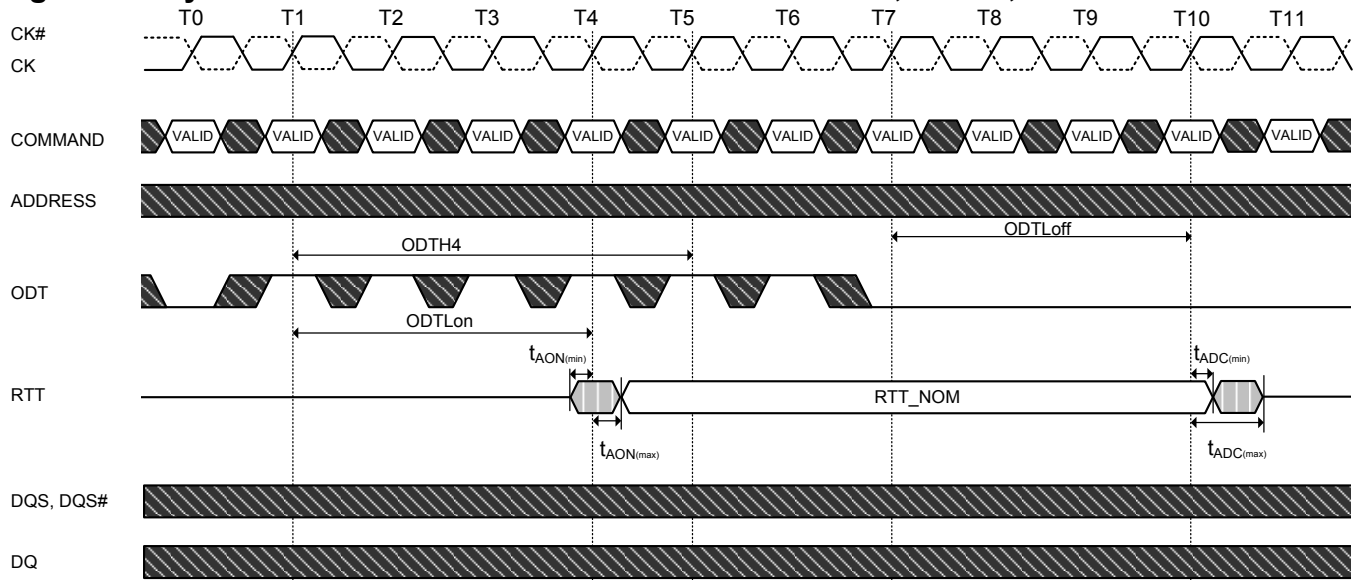 T0 T1 T2 T3 T4 T5 T6 T7 T8 T9 T10 T11
CK#
CK
COMMAND VALID VALID VALID VALID VALID VALID VALID VALID VALID VALID VALID VALID
ADDRESS
ODTLoff
ODTH4
ODT
ODTLon
tAON(min) tADC(min)
RTT RTT_NOM
tAON(max) tADC(max)
DQS, DQS#
DQ